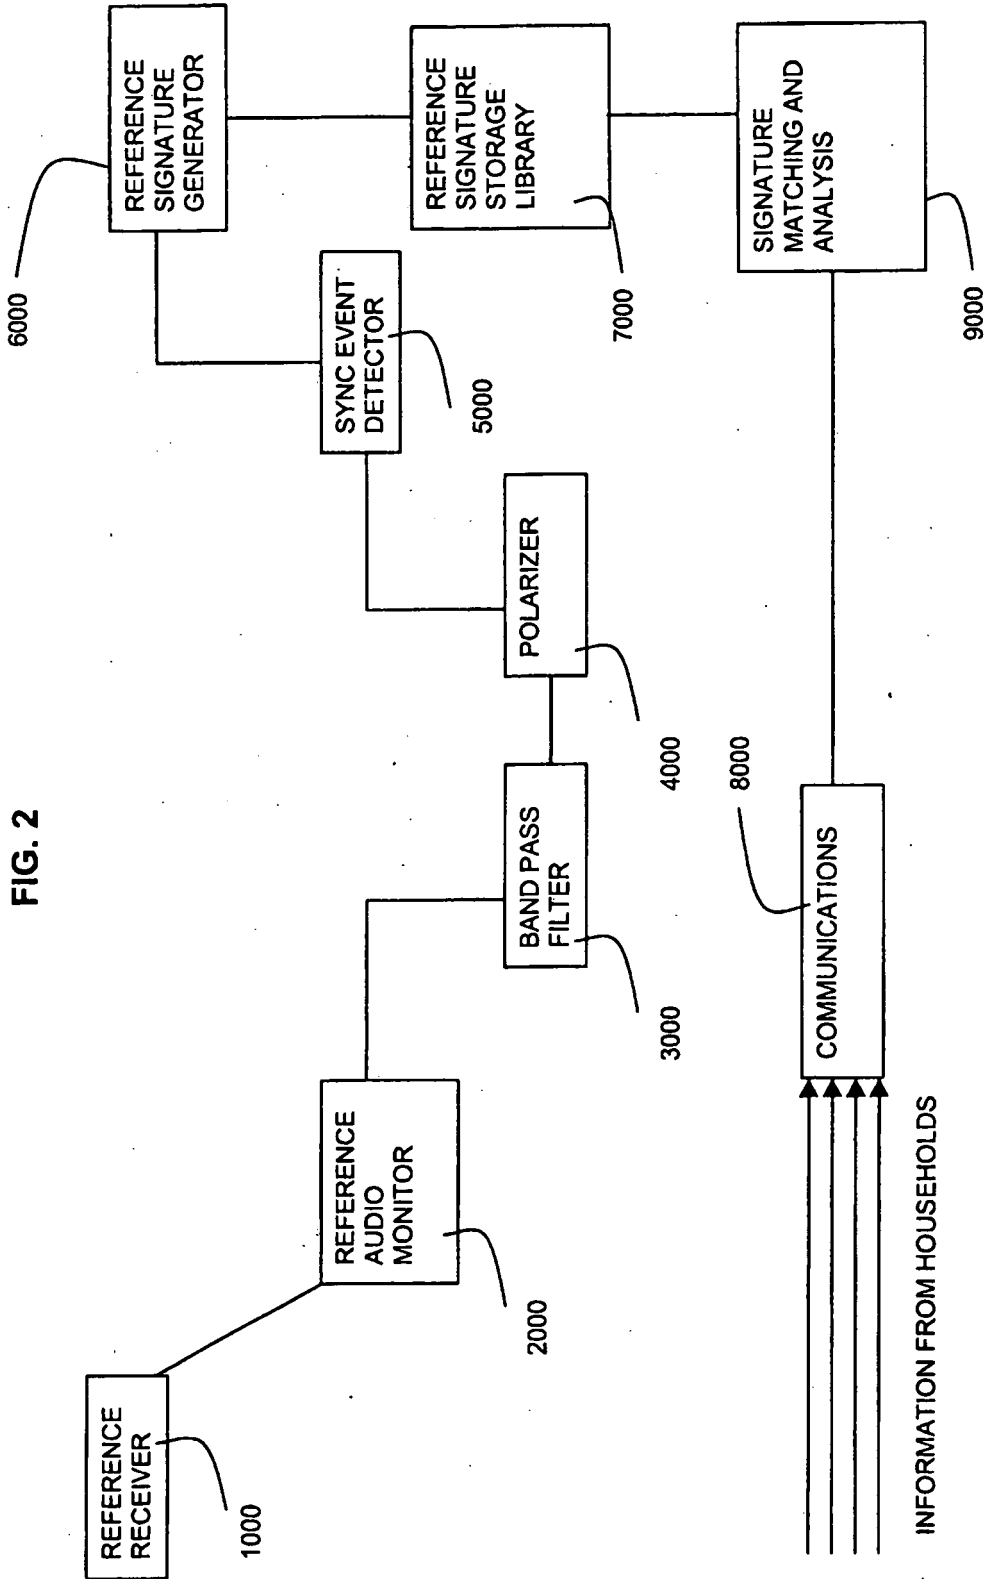 FIG. 2
REFERENCE
RECEIVER
1000
REFERENCE
AUDIO
MONITOR
2000
BAND PASS
FILTER
3000
POLARIZER
4000
SYNC EVENT
DETECTOR
5000
REFERENCE
SIGNATURE
GENERATOR
6000
REFERENCE
SIGNATURE
STORAGE
LIBRARY
7000
COMMUNICATIONS
8000
SIGNATURE
MATCHING AND
ANALYSIS
9000
INFORMATION FROM HOUSEHOLDS